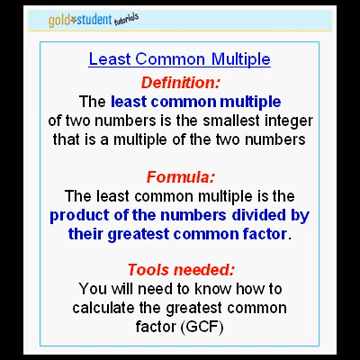 gold student tutorials
Least Common Multiple
Definition:
The least common multiple
of two numbers is the smallest integer
that is a multiple of the two numbers
Formula:
The least common multiple is the
product of the numbers divided by
their greatest common factor.
Tools needed:
You will need to know how to
calculate the greatest common
factor (GCF)